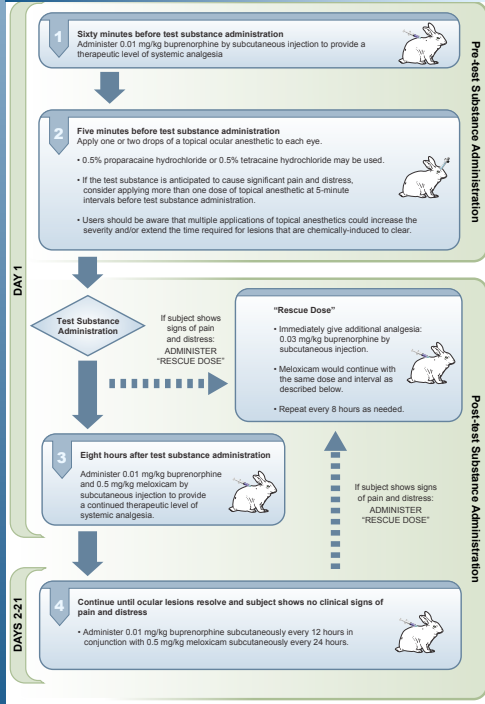 1
Sixty minutes before test substance administration
Administer 0.01 mg/kg buprenorphine by subcutaneous injection to provide a
therapeutic level of systemic analgesia
2
Five minutes before test substance administration
Apply one or two drops of a topical ocular anesthetic to each eye.
• 0.5% proparacaine hydrochloride or 0.5% tetracaine hydrochloride may be used.
• If the test substance is anticipated to cause significant pain and distress,
consider applying more than one dose of topical anesthetic at 5-minute
intervals before test substance administration.
• Users should be aware that multiple applications of topical anesthetics could increase the
severity and/or extend the time required for lesions that are chemically-induced to clear.
Pre-test Substance Administration
DAY 1
Test Substance
Administration
If subject shows
signs of pain
and distress:
ADMINISTER
“RESCUE DOSE”
“Rescue Dose”
• Immediately give additional analgesia:
0.03 mg/kg buprenorphine by
subcutaneous injection.
• Meloxicam would continue with
the same dose and interval as
described below.
• Repeat every 8 hours as needed.
3
Eight hours after test substance administration
Administer 0.01 mg/kg buprenorphine
and 0.5 mg/kg meloxicam by
subcutaneous injection to provide
a continued therapeutic level of
systemic analgesia.
If subject shows signs
of pain and distress:
ADMINISTER
“RESCUE DOSE”
Post-test Substance Administration
DAYS 2-21
4
Continue until ocular lesions resolve and subject shows no clinical signs of
pain and distress
• Administer 0.01 mg/kg buprenorphine subcutaneously every 12 hours in
conjunction with 0.5 mg/kg meloxicam subcutaneously every 24 hours.